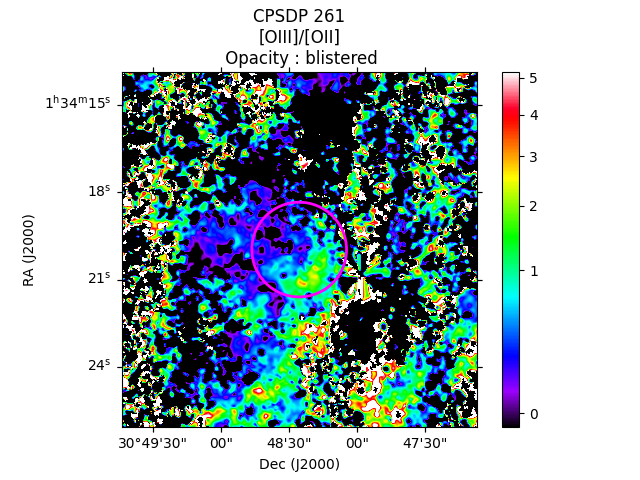 CPSDP 261
[OIII]/[OII]
Opacity : blistered
1ʰ34ᵐ15ˢ
18ˢ
21ˢ
24ˢ
RA (J2000)
30°49'30" 00" 48'30" 00" 47'30"
Dec (J2000)
5
4
3
2
1
0